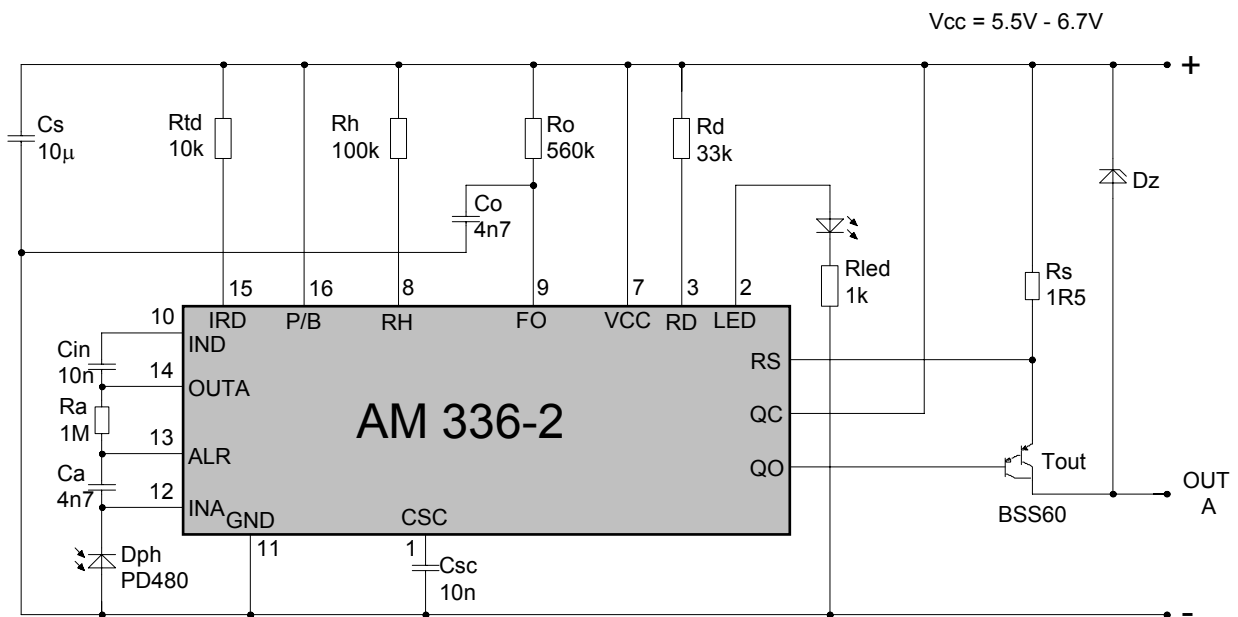 Vcc = 5.5V - 6.7V
+
Cs
10µ
Rtd
10k
Rh
100k
Ro
560k
Rd
33k
Dz
Co
4n7
Rled
1k
Rs
1R5
15
16
8
9
7
3
2
IRD
P/B
RH
FO
VCC
RD
LED
10
IND
Cin
10n
14
OUTA
RS
Ra
1M
AM 336-2
QC
13
ALR
QO
Tout
Ca
4n7
12
INA
OUT
A
BSS60
GND
CSC
11
1
Dph
PD480
Csc
10n
-